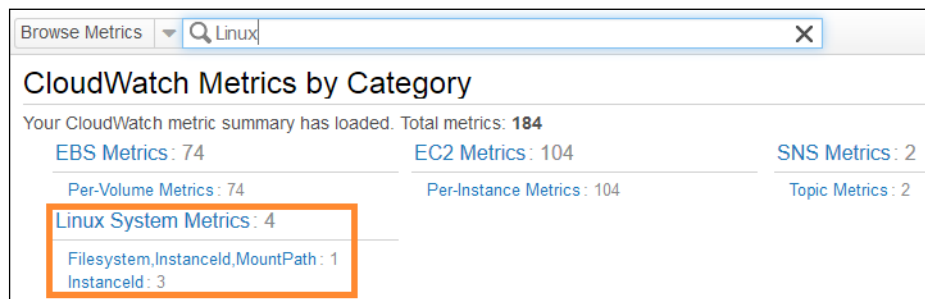 Browse Metrics Linux
CloudWatch Metrics by Category
Your CloudWatch metric summary has loaded. Total metrics: 184
EBS Metrics: 74 EC2 Metrics: 104 SNS Metrics: 2
Per-Volume Metrics: 74 Per-Instance Metrics: 104 Topic Metrics: 2
Linux System Metrics: 4
Filesystem,InstanceId,MountPath: 1
InstanceId: 3